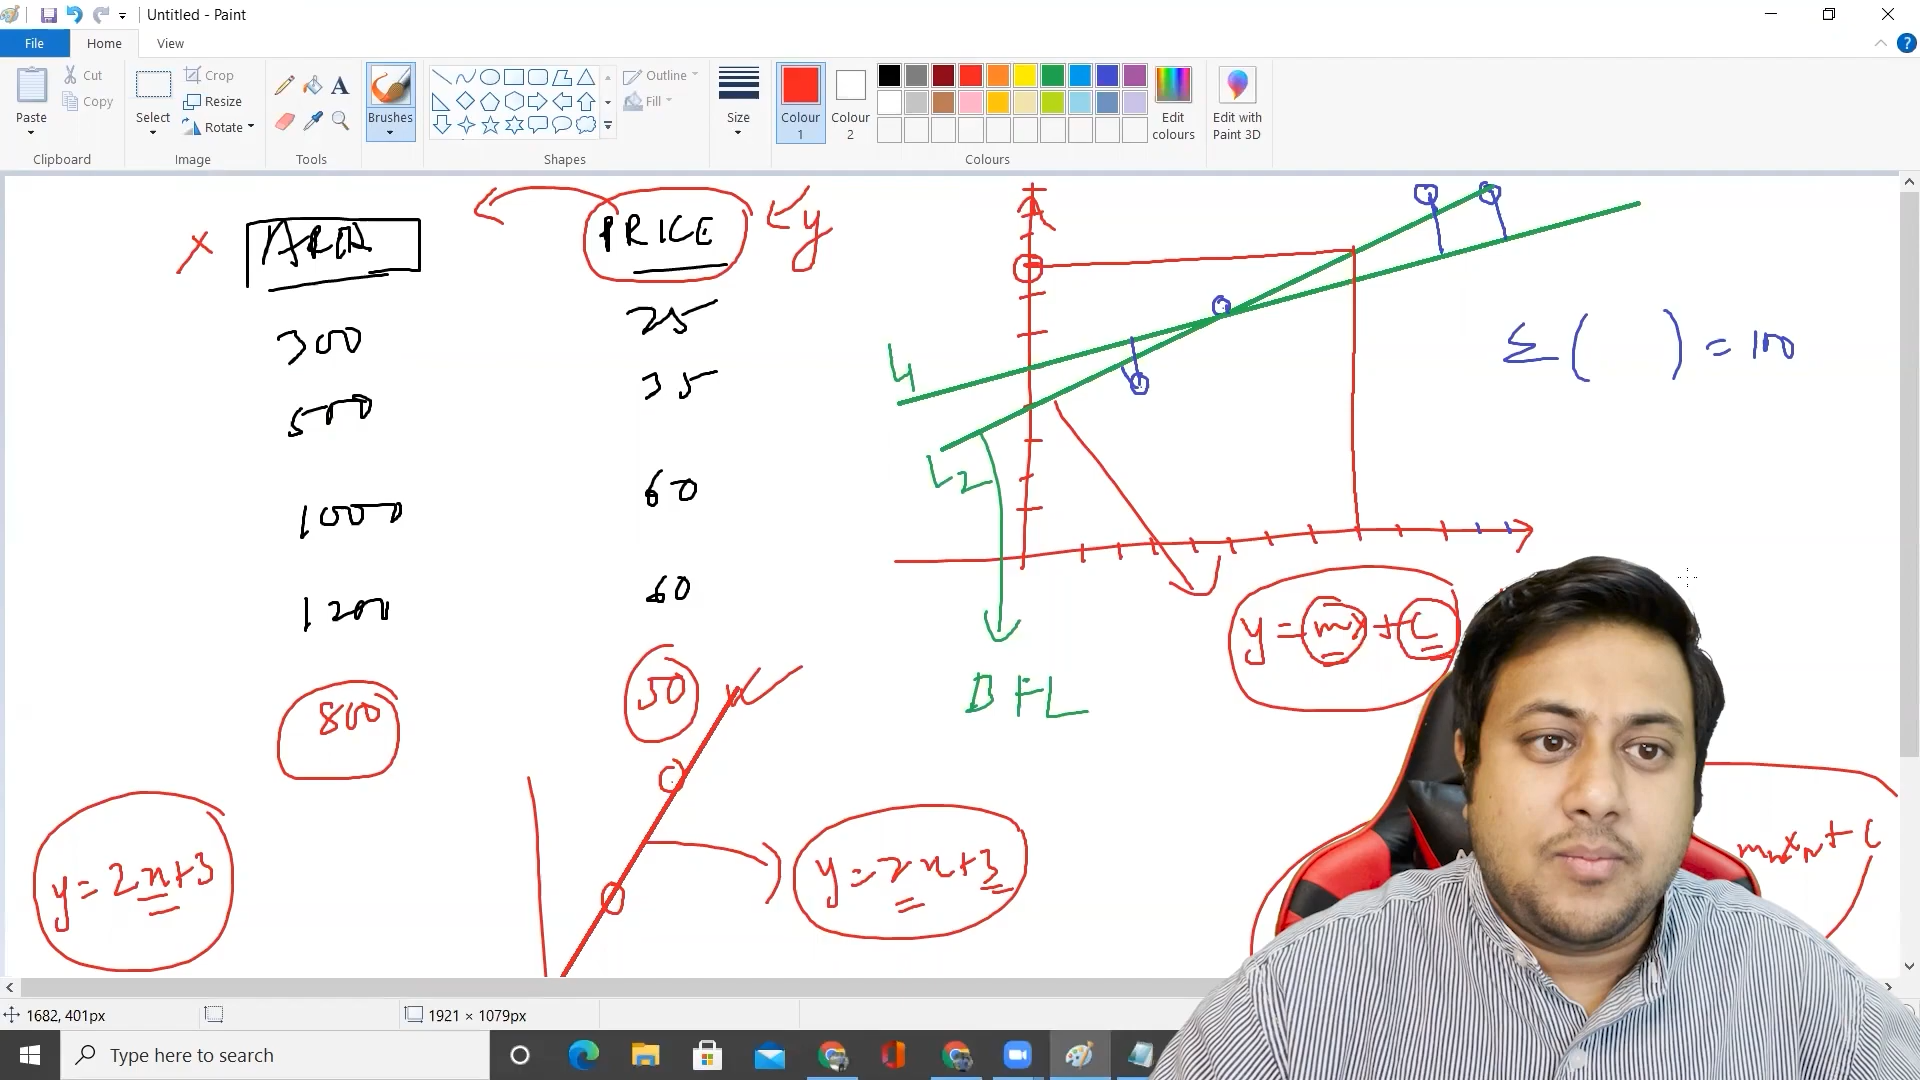 Untitled - Paint
File Home View
Paste
Cut
Copy
Clipboard
Select
Crop
Resize
Rotate
Image
Tools
Brushes
Outline
Fill
Shapes
Size
Colour 1
Colour 2
Edit colours
Edit with Paint 3D
Colours
x AREA PRICE y
300 25
500 35
1000 60
1200 60
800 50
L1
L2
Σ ( ) = 100
BFL
y = mx + c
y = 2x+3
y = 2x+3
mₙxₙ + c
1682, 401px
1921 × 1079px
Type here to search